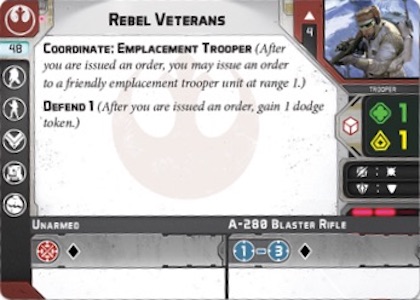 Rebel Veterans
48
4
Coordinate: Emplacement Trooper (After
you are issued an order, you may issue an order
to a friendly emplacement trooper unit at range 1.)
Defend 1 (After you are issued an order, gain 1 dodge
token.)
Trooper
1
1
Unarmed
A-280 Blaster Rifle
1-3